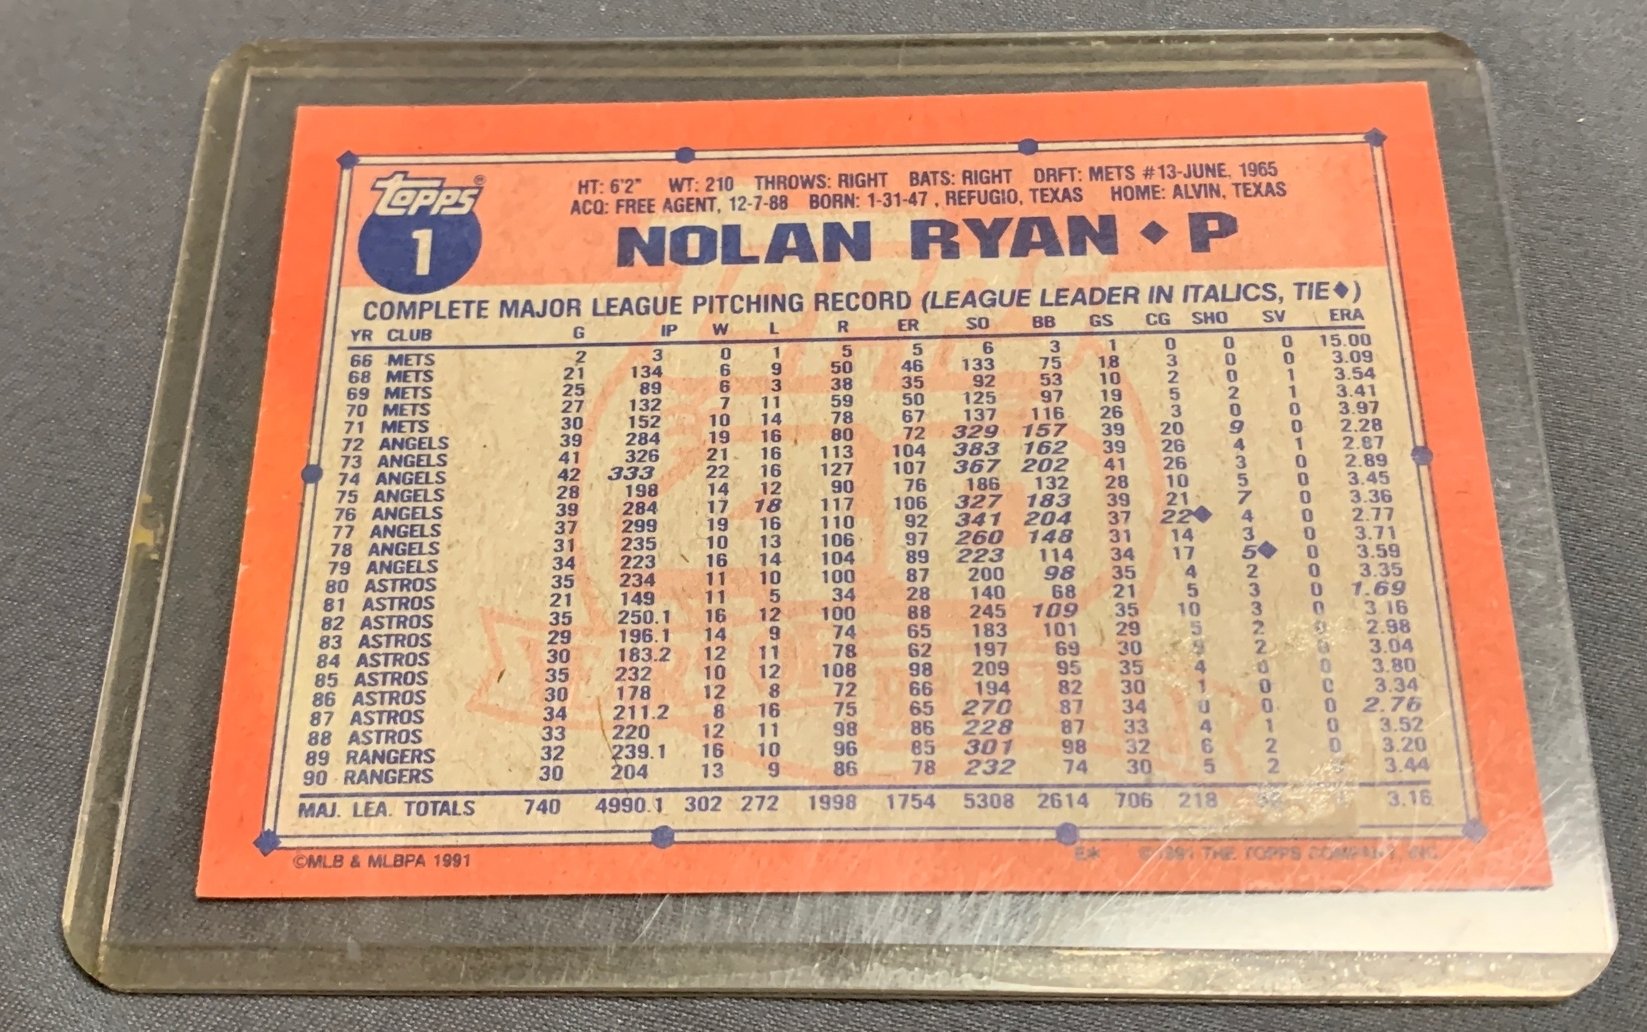 Topps®
1
HT: 6'2" WT: 210 THROWS: RIGHT BATS: RIGHT DRFT: METS #13-JUNE, 1965
ACQ: FREE AGENT, 12-7-88 BORN: 1-31-47 , REFUGIO, TEXAS HOME: ALVIN, TEXAS
NOLAN RYAN ◆ P
COMPLETE MAJOR LEAGUE PITCHING RECORD (LEAGUE LEADER IN ITALICS, TIE◆)
YR CLUB G IP W L R ER SO BB GS CG SHO SV ERA
66 METS 2 3 0 1 5 5 6 3 1 0 0 0 15.00
68 METS 21 134 6 9 50 46 133 75 18 3 0 0 3.09
69 METS 25 89 6 3 38 35 92 53 10 2 0 1 3.54
70 METS 27 132 7 11 59 50 125 97 19 5 2 1 3.41
71 METS 30 152 10 14 78 67 137 116 26 3 0 0 3.97
72 ANGELS 39 284 19 16 80 72 329 157 39 20 9 0 2.28
73 ANGELS 41 326 21 16 113 104 383 162 39 26 4 1 2.87
74 ANGELS 42 333 22 16 127 107 367 202 41 26 3 0 2.89
75 ANGELS 28 198 14 12 90 76 186 132 28 10 5 0 3.45
76 ANGELS 39 284 17 18 117 106 327 183 39 21 7 0 3.36
77 ANGELS 37 299 19 16 110 92 341 204 37 22◆ 4 0 2.77
78 ANGELS 31 235 10 13 106 97 260 148 31 14 3 0 3.71
79 ANGELS 34 223 16 14 104 89 223 114 34 17 5◆ 0 3.59
80 ASTROS 35 234 11 10 100 87 200 98 35 4 2 0 3.35
81 ASTROS 21 149 11 5 34 28 140 68 21 5 3 0 1.69
82 ASTROS 35 250.1 16 12 100 88 245 109 35 10 3 0 3.16
83 ASTROS 29 196.1 14 9 74 65 183 101 29 5 2 0 2.98
84 ASTROS 30 183.2 12 11 78 62 197 69 30 5 2 0 3.04
85 ASTROS 35 232 10 12 108 98 209 95 35 4 0 0 3.80
86 ASTROS 30 178 12 8 72 66 194 82 30 1 0 0 3.34
87 ASTROS 34 211.2 8 16 75 65 270 87 34 0 0 0 2.76
88 ASTROS 33 220 12 11 98 86 228 87 33 4 1 0 3.52
89 RANGERS 32 239.1 16 10 96 85 301 98 32 6 2 0 3.20
90 RANGERS 30 204 13 9 86 78 232 74 30 5 2 0 3.44
MAJ. LEA. TOTALS 740 4990.1 302 272 1998 1754 5308 2614 706 218 3.16
©MLB & MLBPA 1991 E* © 1991 THE TOPPS COMPANY, INC.